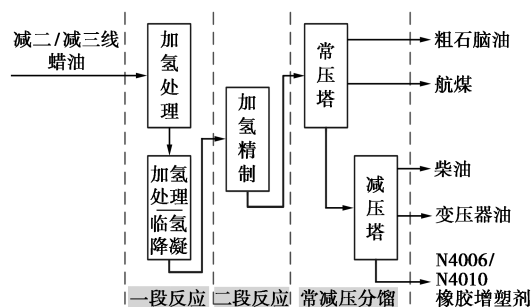 减二/减三线
蜡油
加氢处理
加氢
处理
临氢
降凝
加氢精制
常压塔
减压塔
粗石脑油
航煤
柴油
变压器油
N4006/
N4010
橡胶增塑剂
一段反应
二段反应
常减压分馏